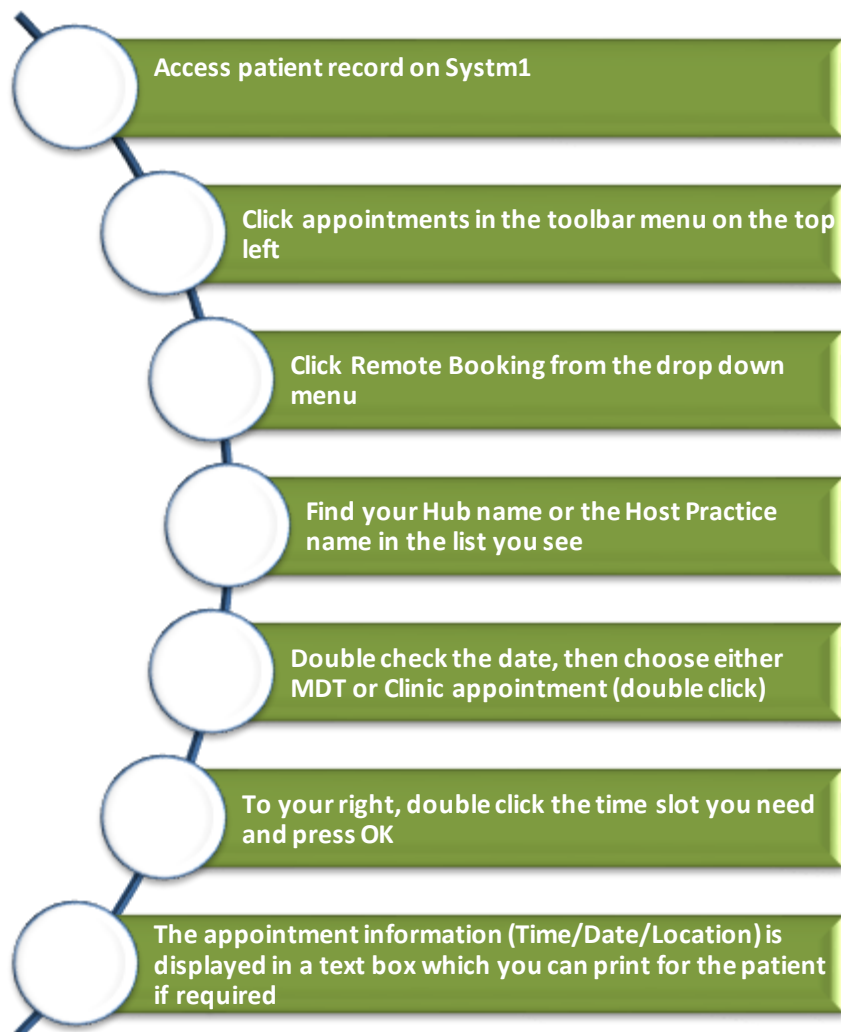 Access patient record on Systm1
Click appointments in the toolbar menu on the top
left
Click Remote Booking from the drop down
menu
Find your Hub name or the Host Practice
name in the list you see
Double check the date, then choose either
MDT or Clinic appointment (double click)
To your right, double click the time slot you need
and press OK
The appointment information (Time/Date/Location) is
displayed in a text box which you can print for the patient
if required